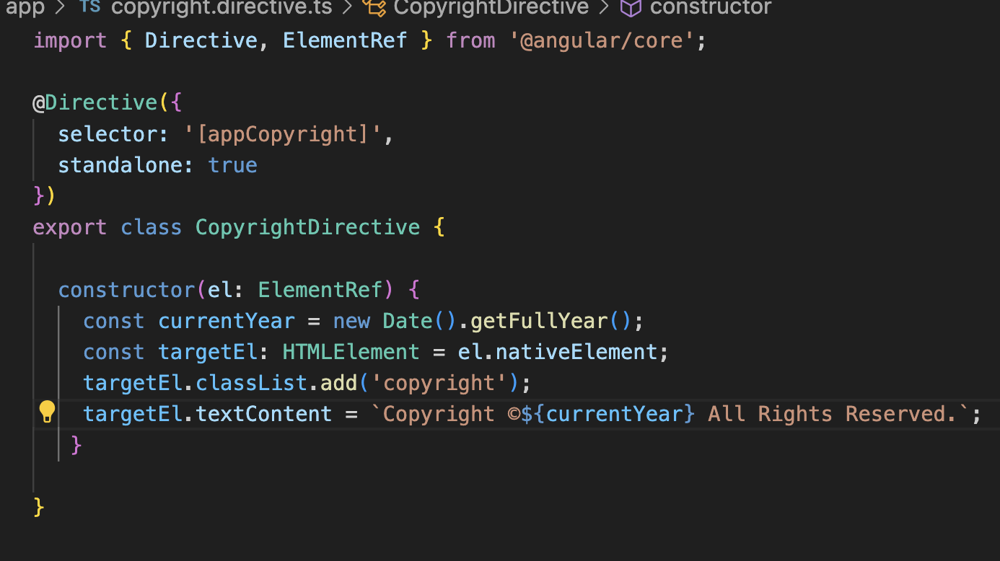 app > TS copyright.directive.ts > CopyrightDirective > constructor
import { Directive, ElementRef } from '@angular/core';
@Directive({
  selector: '[appCopyright]',
  standalone: true
})
export class CopyrightDirective {
  constructor(el: ElementRef) {
    const currentYear = new Date().getFullYear();
    const targetEl: HTMLElement = el.nativeElement;
    targetEl.classList.add('copyright');
    targetEl.textContent = `Copyright ©${currentYear} All Rights Reserved.`;
   }
}